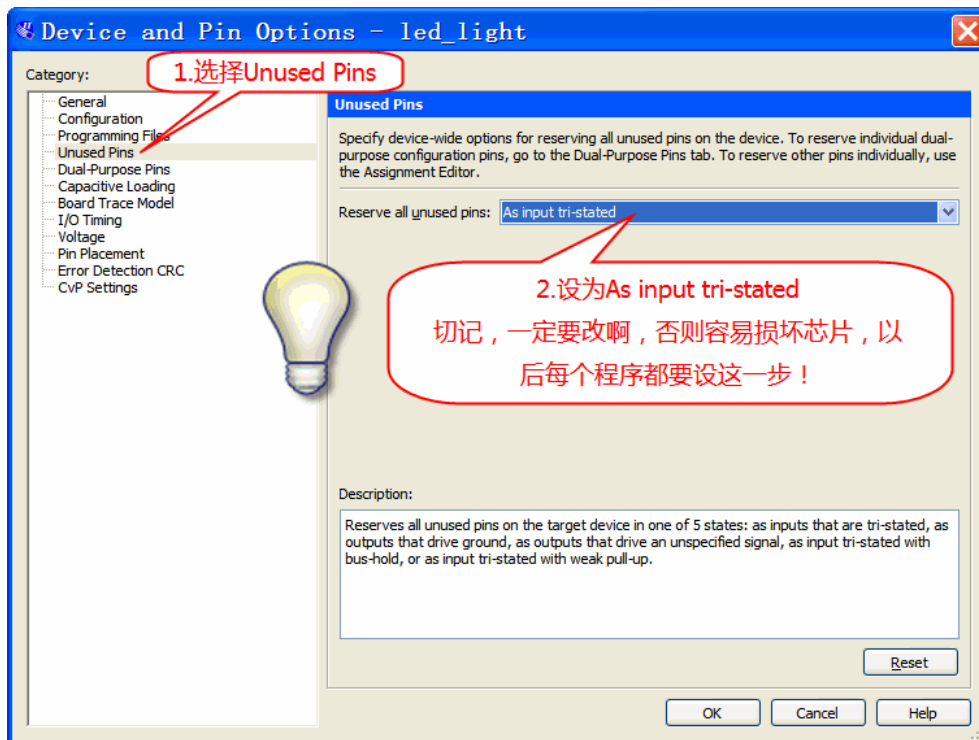 Device and Pin Options - led_light
Category:
1.选择Unused Pins
General
Configuration
Programming Files
Unused Pins
Dual-Purpose Pins
Capacitive Loading
Board Trace Model
I/O Timing
Voltage
Pin Placement
Error Detection CRC
CvP Settings
Unused Pins
Specify device-wide options for reserving all unused pins on the device. To reserve individual dual-
purpose configuration pins, go to the Dual-Purpose Pins tab. To reserve other pins individually, use
the Assignment Editor.
Reserve all unused pins: As input tri-stated
2.设为As input tri-stated
切记，一定要改啊，否则容易损坏芯片，以
后每个程序都要设这一步！
Description:
Reserves all unused pins on the target device in one of 5 states: as inputs that are tri-stated, as
outputs that drive ground, as outputs that drive an unspecified signal, as input tri-stated with
bus-hold, or as input tri-stated with weak pull-up.
Reset
OK Cancel Help